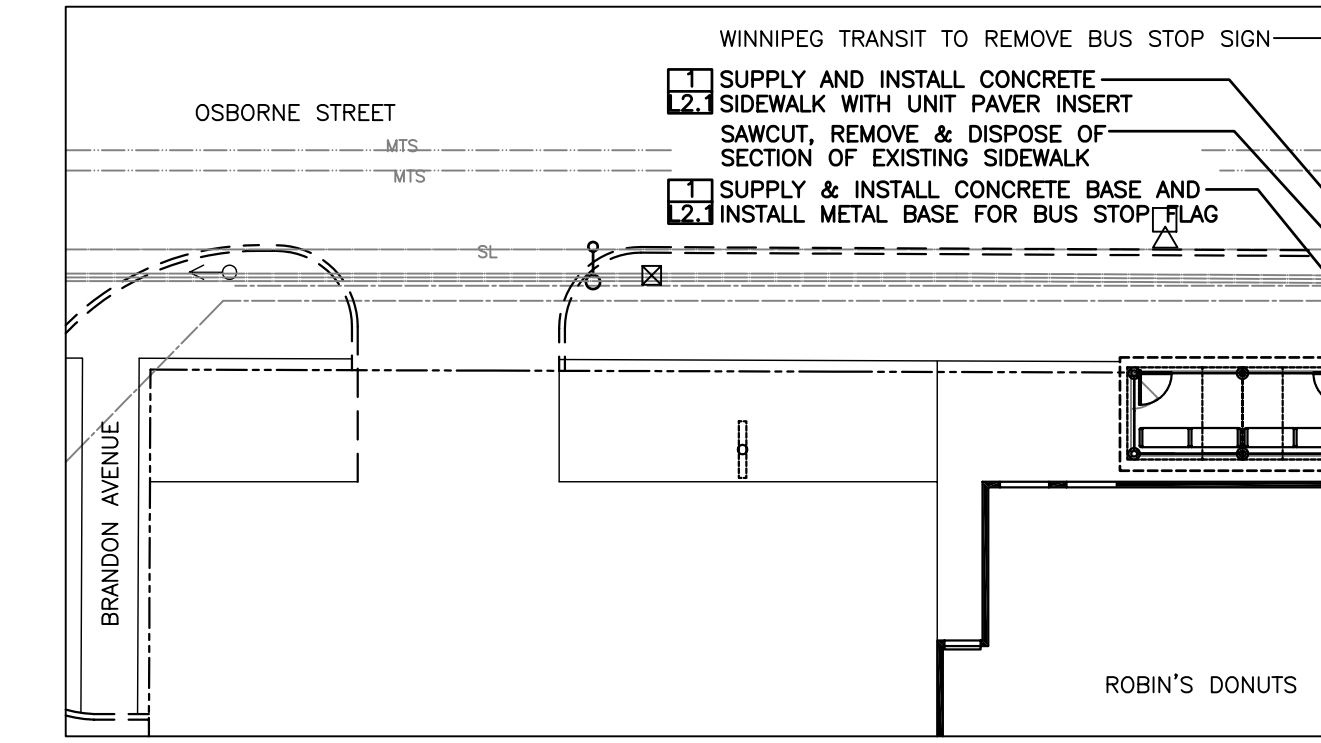 WINNIPEG TRANSIT TO REMOVE BUS STOP SIGN
1 SUPPLY AND INSTALL CONCRETE
L2.1 SIDEWALK WITH UNIT PAVER INSERT
OSBORNE STREET
SAWCUT, REMOVE & DISPOSE OF
SECTION OF EXISTING SIDEWALK
MTS
MTS
1 SUPPLY & INSTALL CONCRETE BASE AND
L2.1 INSTALL METAL BASE FOR BUS STOP FLAG
SL
BRANDON AVENUE
ROBIN'S DONUTS